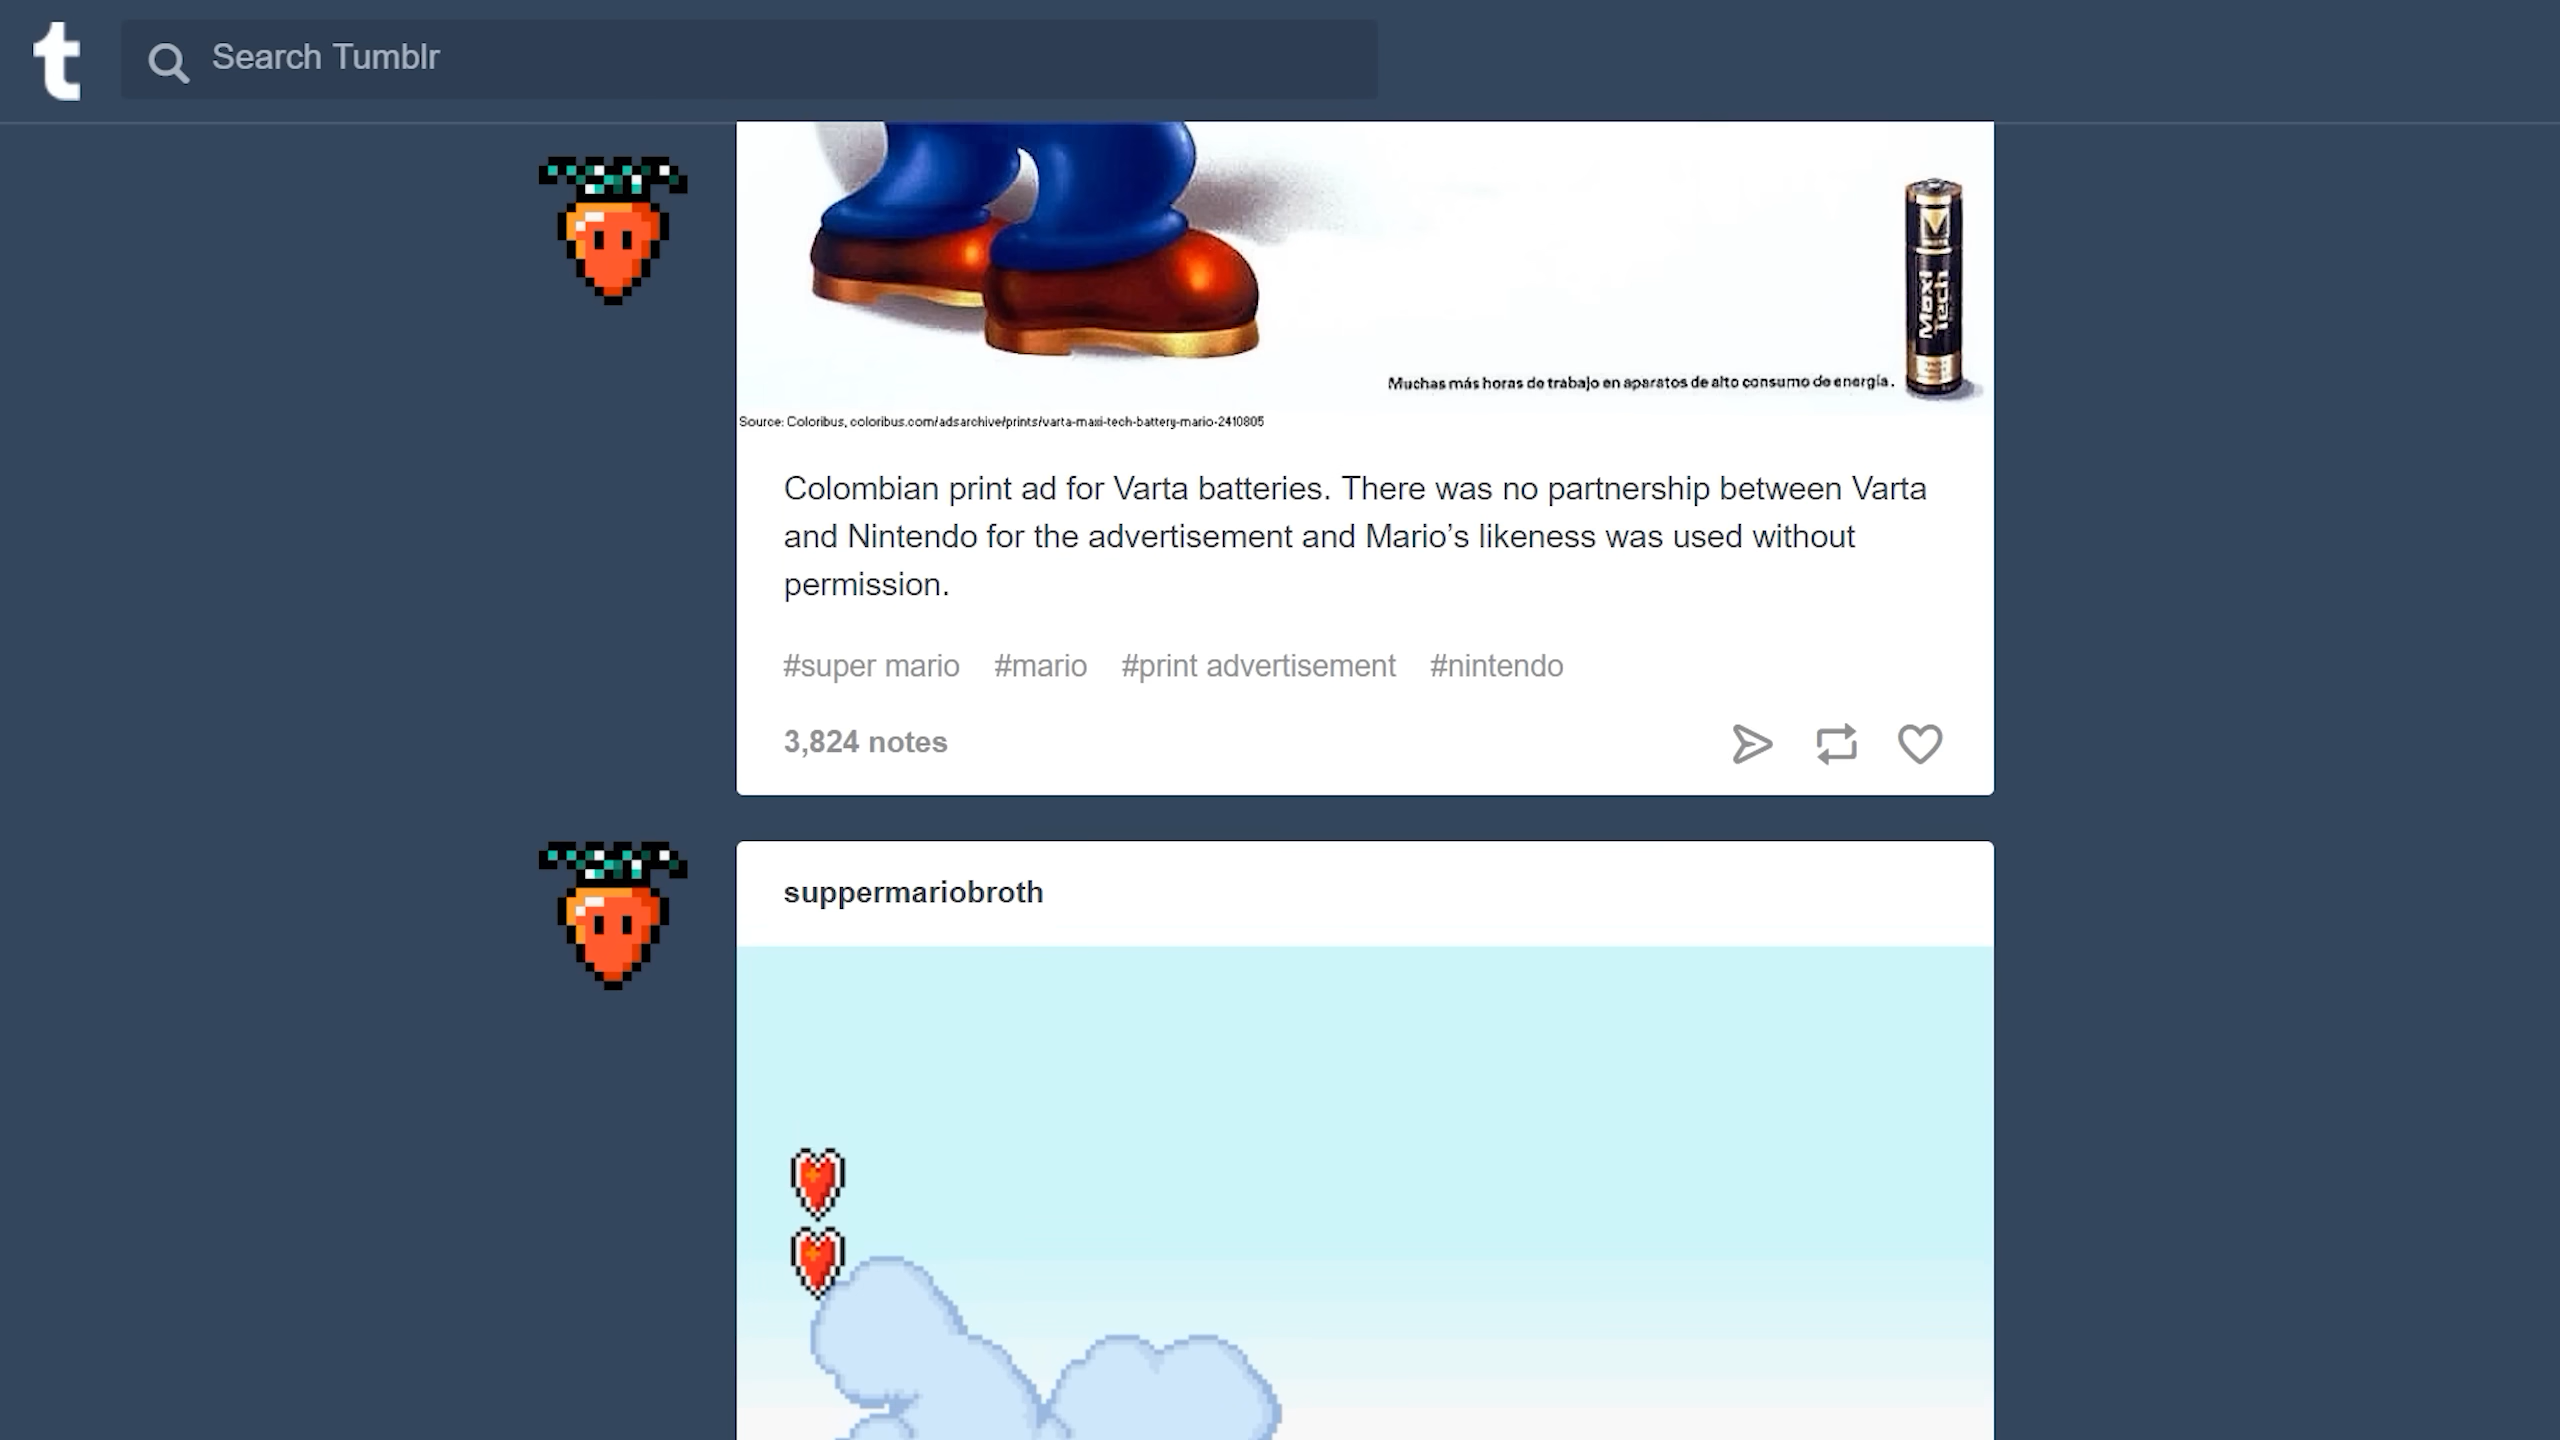 t
Search Tumblr
Maxi
Tech
Muchas más horas de trabajo en aparatos de alto consumo de energía.
Source: Coloribus, coloribus.com/adsarchive/prints/varta-maxi-tech-battery-mario-2410805
Colombian print ad for Varta batteries. There was no partnership between Varta
and Nintendo for the advertisement and Mario’s likeness was used without
permission.
#super mario #mario #print advertisement #nintendo
3,824 notes
suppermariobroth